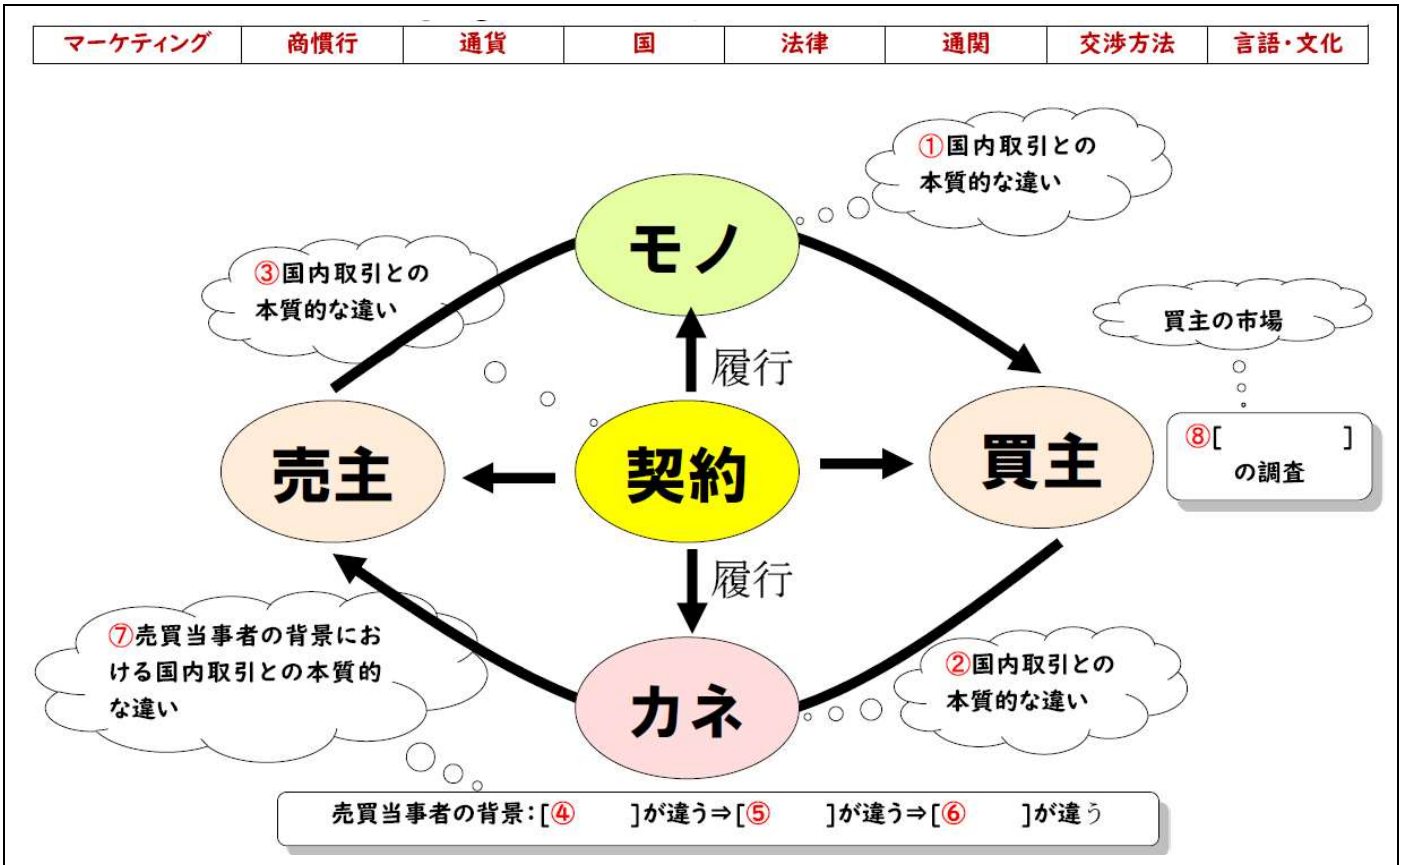 マーケティング 商慣行 通貨 国 法律 通関 交渉方法 言語・文化
①国内取引との
本質的な違い
モノ
③国内取引との
本質的な違い
買主の市場
履行
⑧[ ]
の調査
売主
契約
買主
履行
⑦売買当事者の背景にお
ける国内取引との本質的
な違い
カネ
②国内取引との
本質的な違い
売買当事者の背景:[④ ]が違う⇒[⑤ ]が違う⇒[⑥ ]が違う